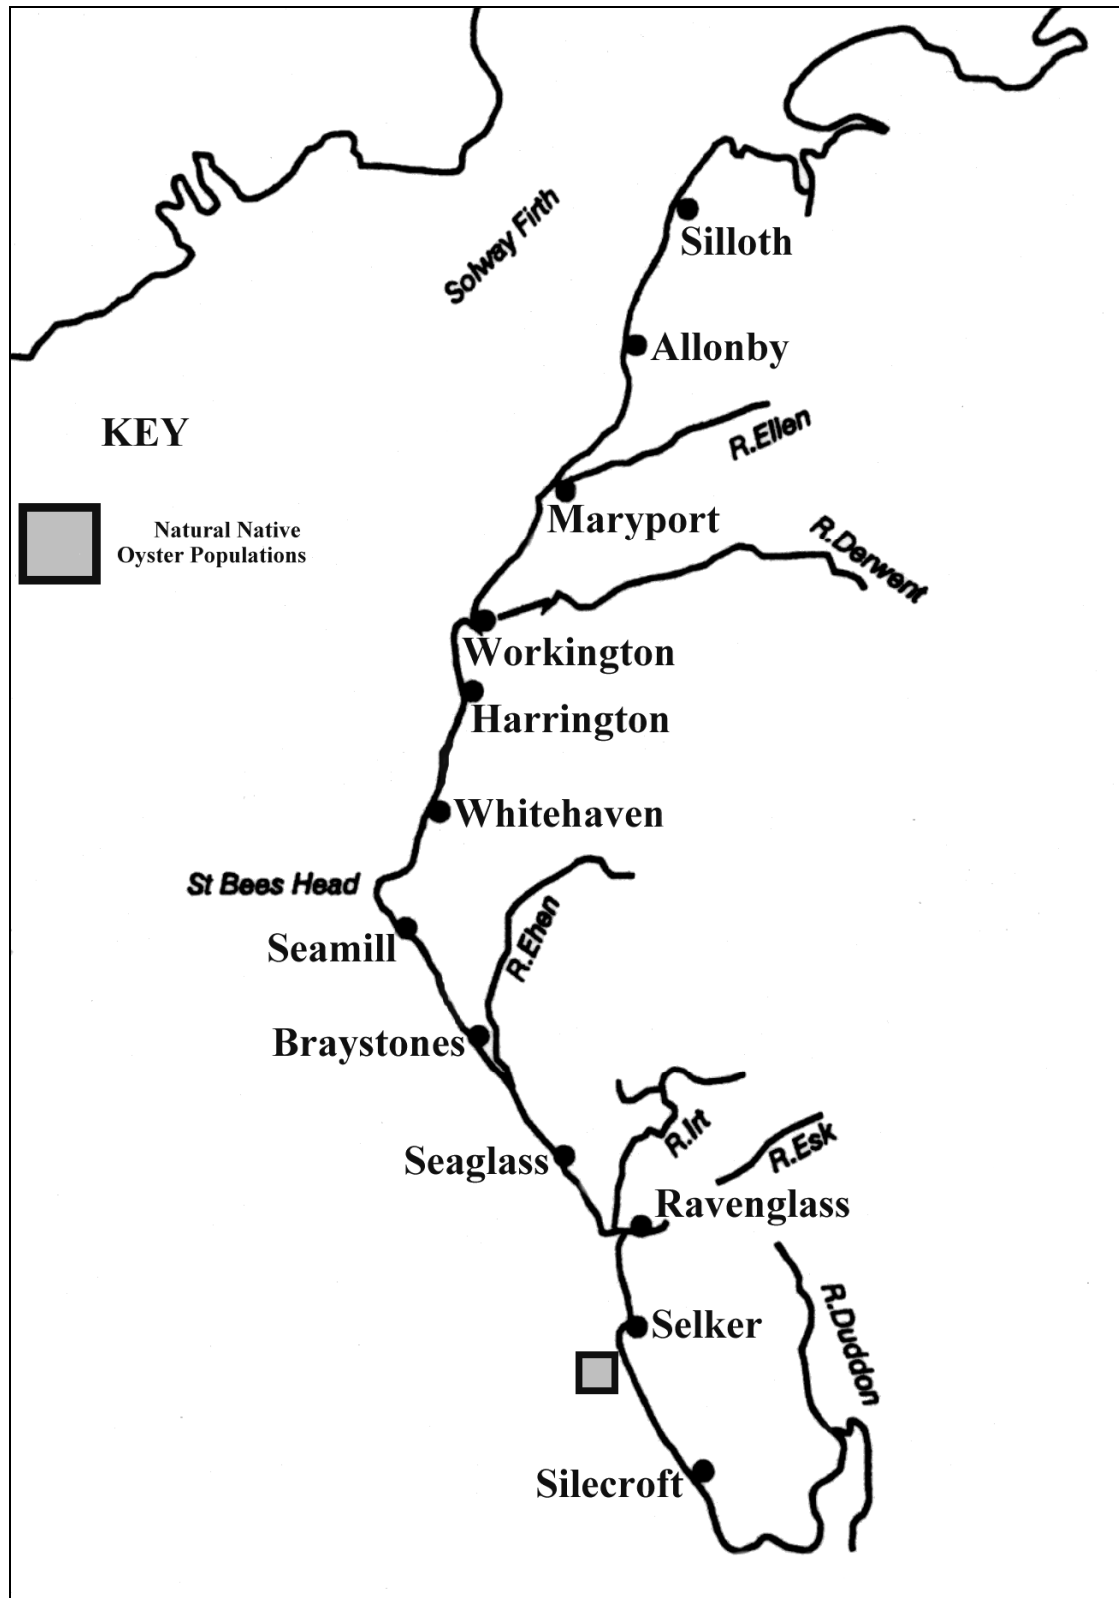 Solway Firth
Silloth
Allonby
KEY
R.Ellen
Natural Native
Oyster Populations
Maryport
R.Derwent
Workington
Harrington
Whitehaven
St Bees Head
R.Ehen
Seamill
Braystones
R.Irt
R.Esk
Seaglass
Ravenglass
Selker
R.Duddon
Silecroft